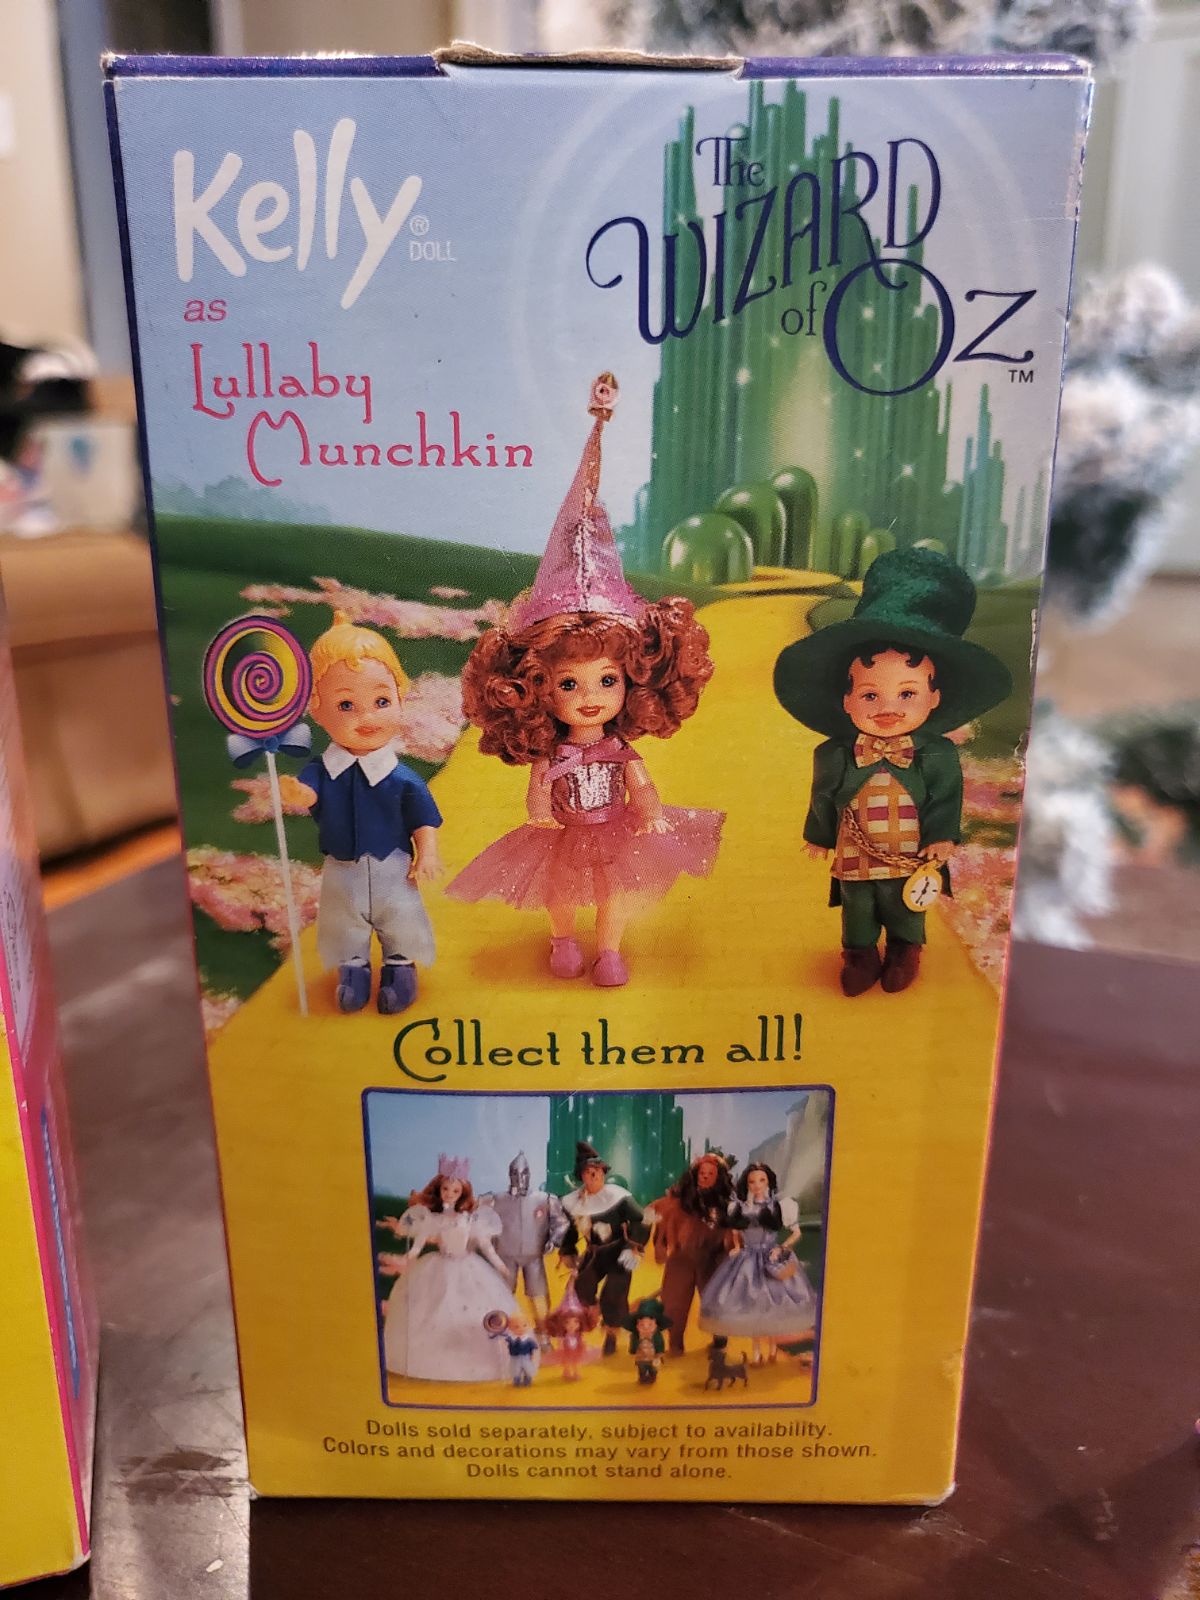 Kelly®
DOLL
as
Lullaby
Munchkin
The
WIZARD
of OZ
TM
Collect them all!
Dolls sold separately, subject to availability.
Colors and decorations may vary from those shown.
Dolls cannot stand alone.